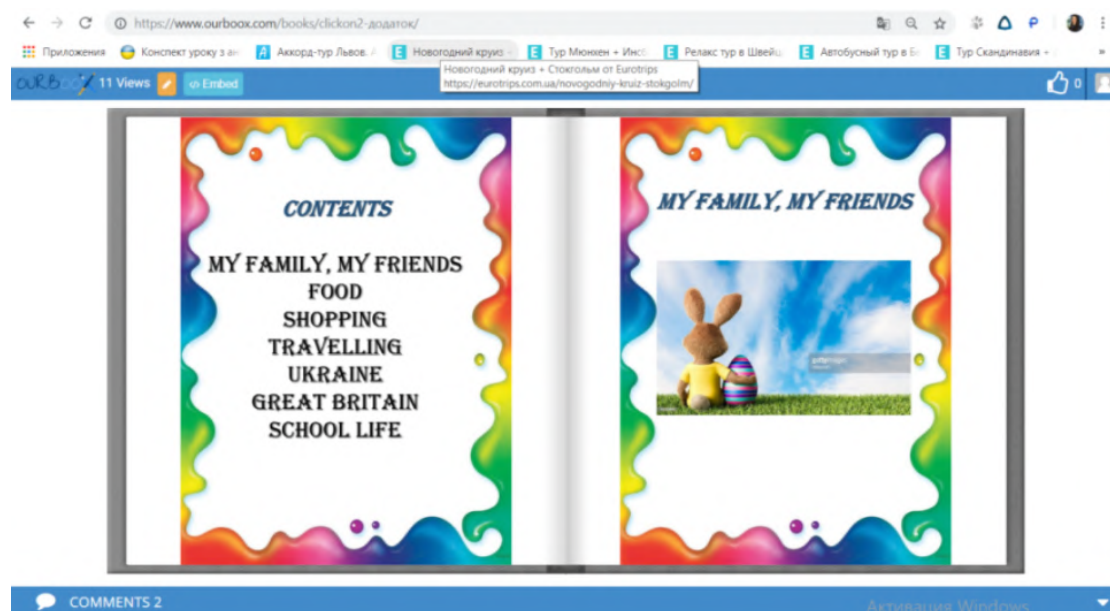 https://www.ourboox.com/books/clickon2-додаток/
Приложения
Конспект уроку з ан
Аккорд-тур Львов. /
Новогодний круиз +
Тур Мюнхен + Инсб
Релакс тур в Швейц
Автобусный тур в Бе
Тур Скандинавия +
Новогодний круиз + Стокгольм от Eurotrips
https://eurotrips.com.ua/novogodniy-kruiz-stokgolm/
OURBOOX
11 Views
Embed
0
CONTENTS
MY FAMILY, MY FRIENDS
FOOD
SHOPPING
TRAVELLING
UKRAINE
GREAT BRITAIN
SCHOOL LIFE
MY FAMILY, MY FRIENDS
gettyimages
COMMENTS 2
Активация Windows